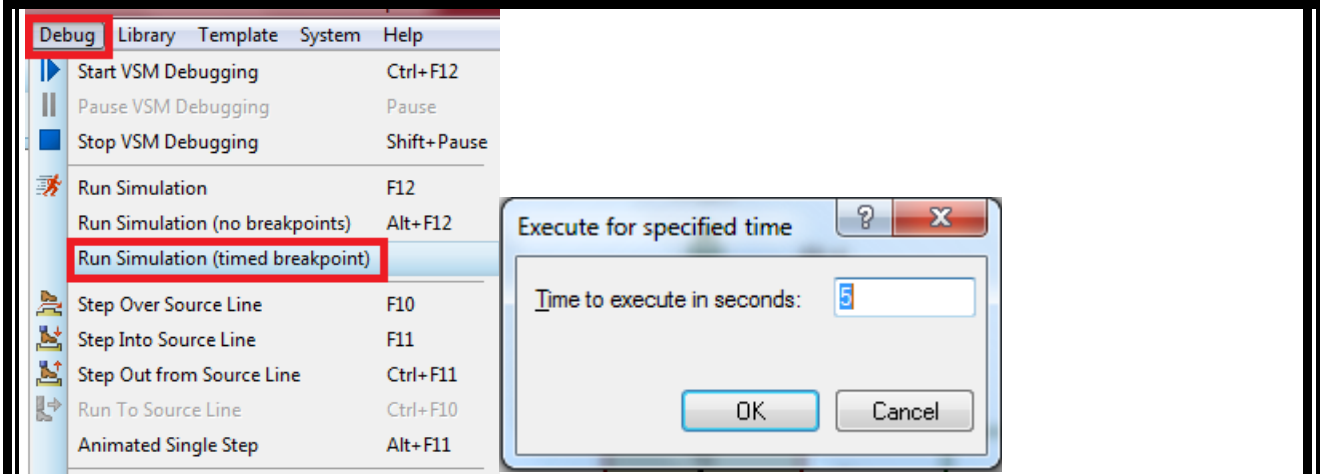 Debug Library Template System Help
Start VSM Debugging Ctrl+F12
Pause VSM Debugging Pause
Stop VSM Debugging Shift+Pause
Run Simulation F12
Run Simulation (no breakpoints) Alt+F12
Run Simulation (timed breakpoint)
Step Over Source Line F10
Step Into Source Line F11
Step Out from Source Line Ctrl+F11
Run To Source Line Ctrl+F10
Animated Single Step Alt+F11
Execute for specified time
Time to execute in seconds: 5
OK Cancel